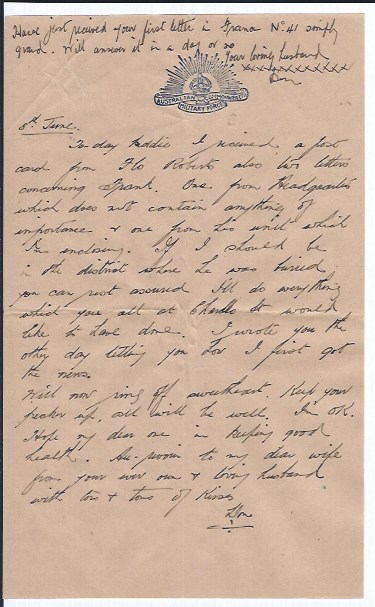 Have just received your first letter in France No. 41 simply
grand. Will answer it in a day or so
Your loving husband
xxxxxxxxxxx
Don
AUSTRALIAN COMMONWEALTH
MILITARY FORCES
8th June.
To-day Haddie I received a post
card from Flo Roberts also two letters
concerning Frank. One from Headquarters
which does not contain anything of
importance & one from his unit which
I'm enclosing. If I should be
in the district where he was buried
you can rest assured I'll do everything
which you all at Charles St would
like to have done. I wrote you the
other day telling you how I first got
the news.
Will now ring off sweetheart. Keep your
pecker up, all will be well. I'm OK.
Hope my dear one is keeping good
health. Au-revoir to my dear wife
from your ever own & loving husband
with tons & tons of kisses
Don